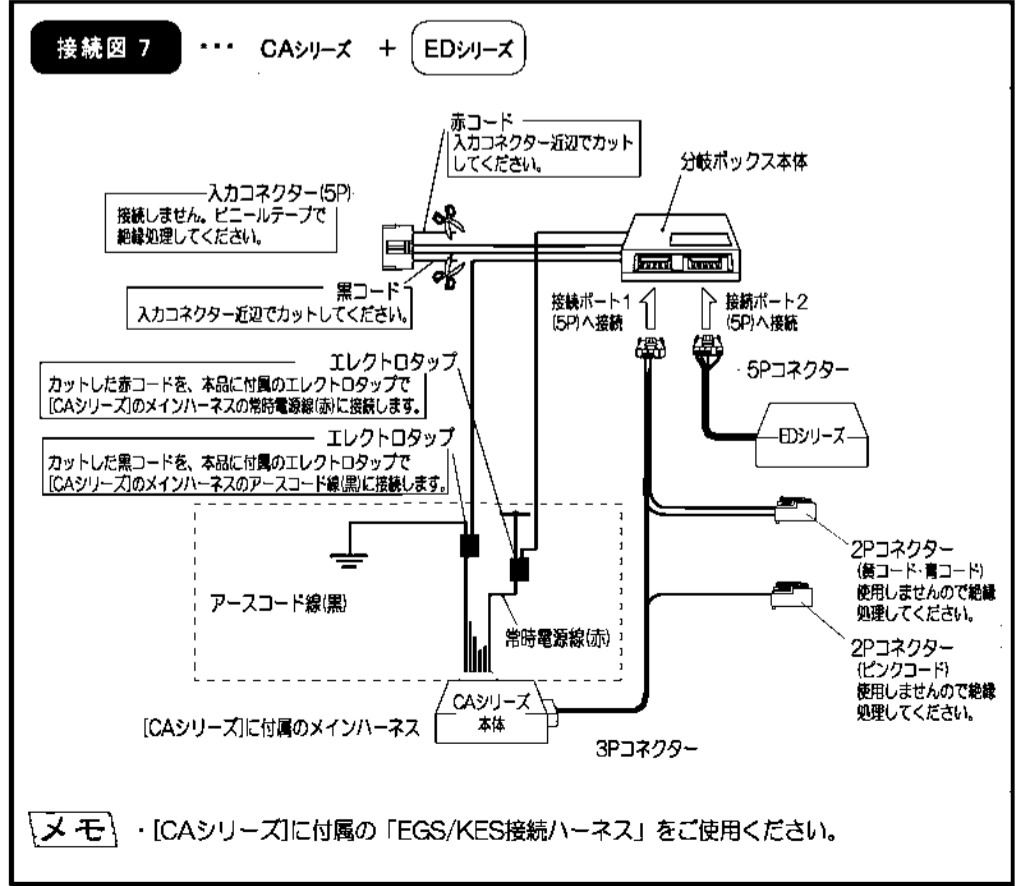 接続図 7 ・・・ CAシリーズ + EDシリーズ
赤コード
入力コネクター近辺でカット
してください。
分岐ボックス本体
入力コネクター(5P)
接続しません。ビニールテープで
絶縁処理してください。
黒コード
入力コネクター近辺でカットしてください。
接続ポート1
(5P)へ接続
接続ポート2
(5P)へ接続
エレクトロタップ
カットした赤コードを、本品に付属のエレクトロタップで
[CAシリーズ]のメインハーネスの常時電源線(赤)に接続します。
5Pコネクター
EDシリーズ
エレクトロタップ
カットした黒コードを、本品に付属のエレクトロタップで
[CAシリーズ]のメインハーネスのアースコード線(黒)に接続します。
2Pコネクター
(黄コード・青コード)
使用しませんので絶縁
処理してください。
アースコード線(黒)
常時電源線(赤)
2Pコネクター
(ピンクコード)
使用しませんので絶縁
処理してください。
CAシリーズ
本体
[CAシリーズ]に付属のメインハーネス
3Pコネクター
メモ ・[CAシリーズ]に付属の「EGS/KES接続ハーネス」をご使用ください。